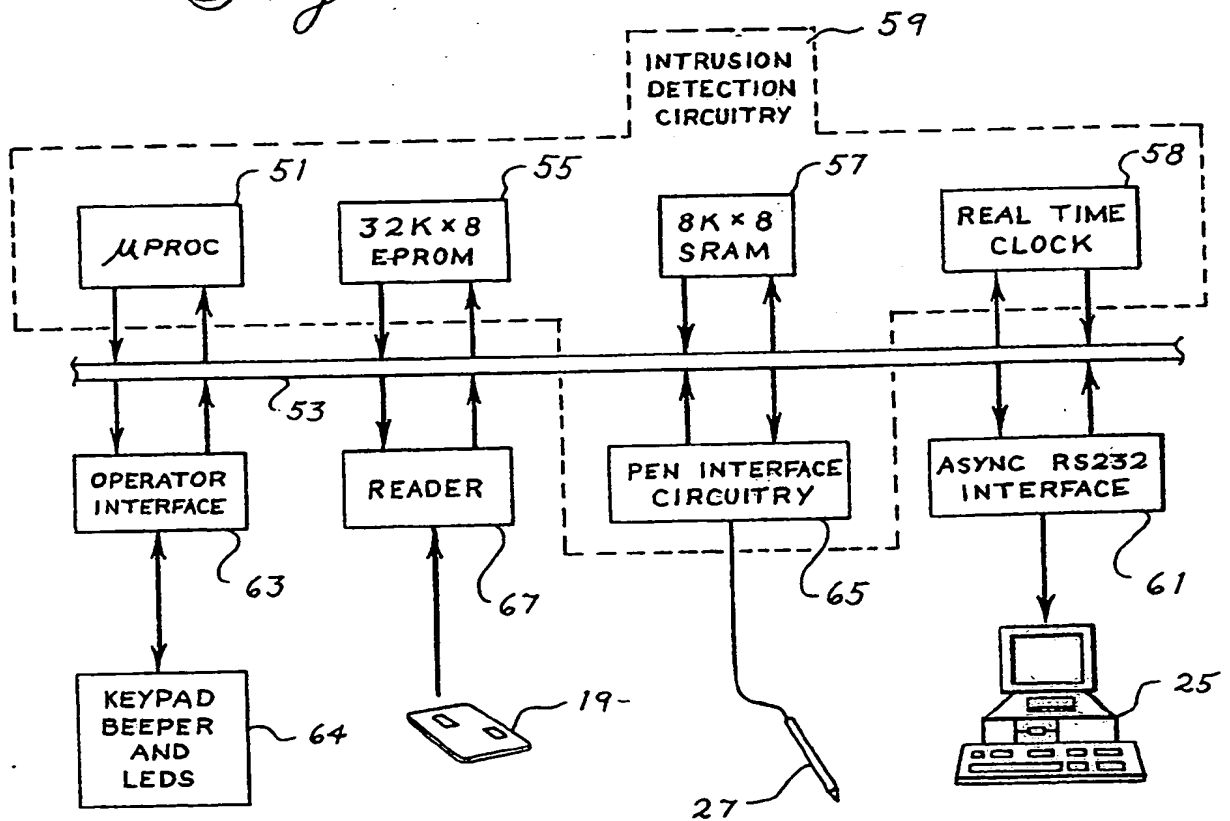 59
INTRUSION
DETECTION
CIRCUITRY
51
55
57
58
μPROC
32K × 8
E-PROM
8K × 8
SRAM
REAL TIME
CLOCK
53
OPERATOR
INTERFACE
READER
PEN INTERFACE
CIRCUITRY
ASYNC RS232
INTERFACE
63
67
65
61
KEYPAD
BEEPER
AND
LEDS
64
19-
27
25